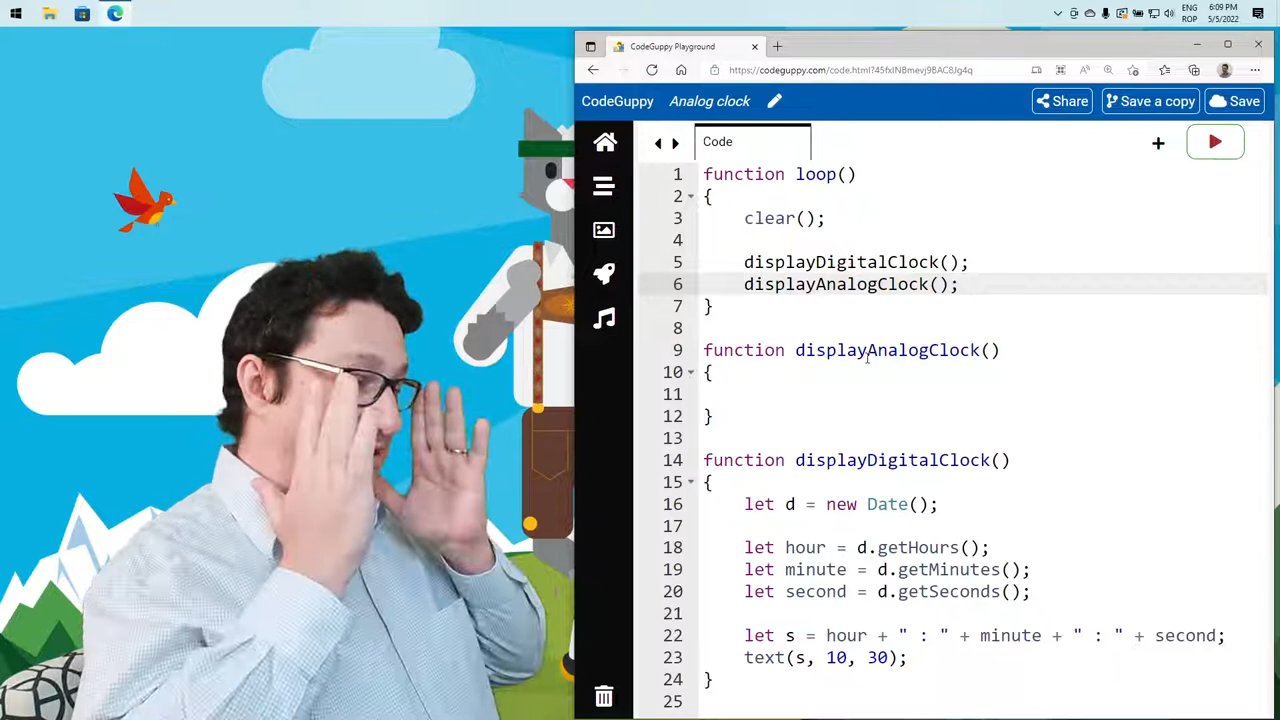 ENG
ROP
6:09 PM
5/5/2022
CodeGuppy Playground
https://codeguppy.com/code.html?45fxINBmevj9BAC8Jg4q
CodeGuppy Analog clock Share Save a copy Save
Code
1 function loop()
2 {
3 clear();
4
5 displayDigitalClock();
6 displayAnalogClock();
7 }
8
9 function displayAnalogClock()
10 {
11
12 }
13
14 function displayDigitalClock()
15 {
16 let d = new Date();
17
18 let hour = d.getHours();
19 let minute = d.getMinutes();
20 let second = d.getSeconds();
21
22 let s = hour + " : " + minute + " : " + second;
23 text(s, 10, 30);
24 }
25